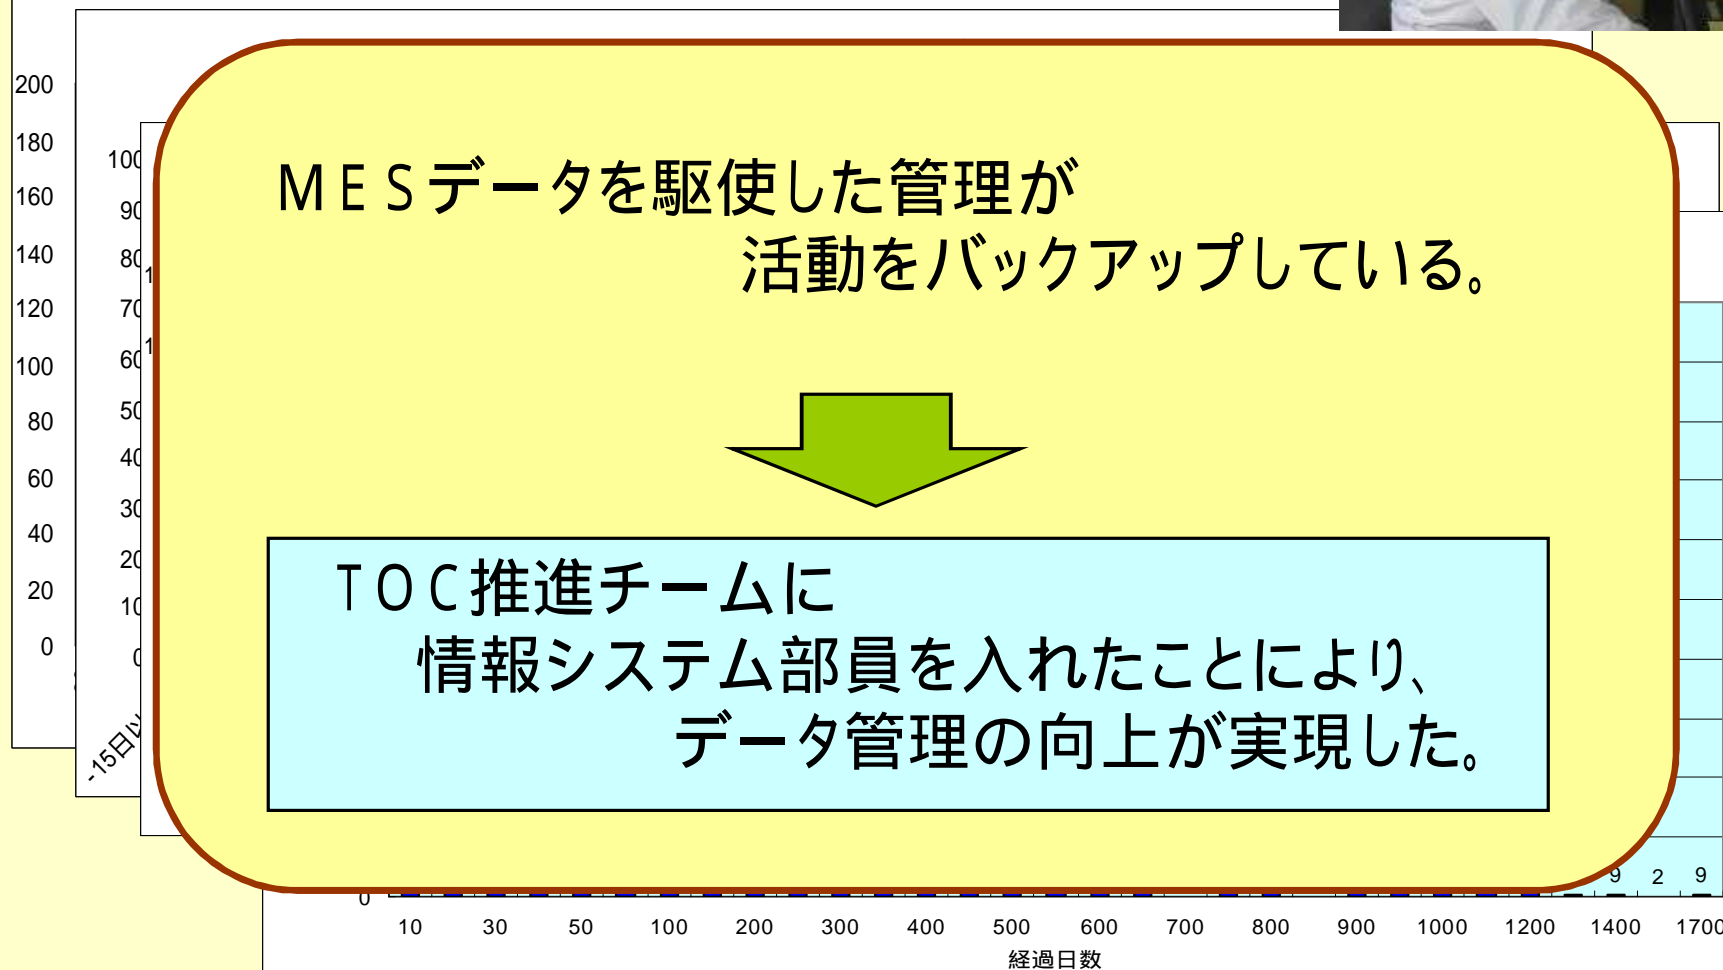 MESデータを駆使した管理が
活動をバックアップしている。
TOC推進チームに
情報システム部員を入れたことにより、
データ管理の向上が実現した。
200
180
160
140
120
100
80
60
40
20
0
-15日
9 2 9
0
10 30 50 100 200 300 400 500 600 700 800 900 1000 1200 1400 1700
経過日数